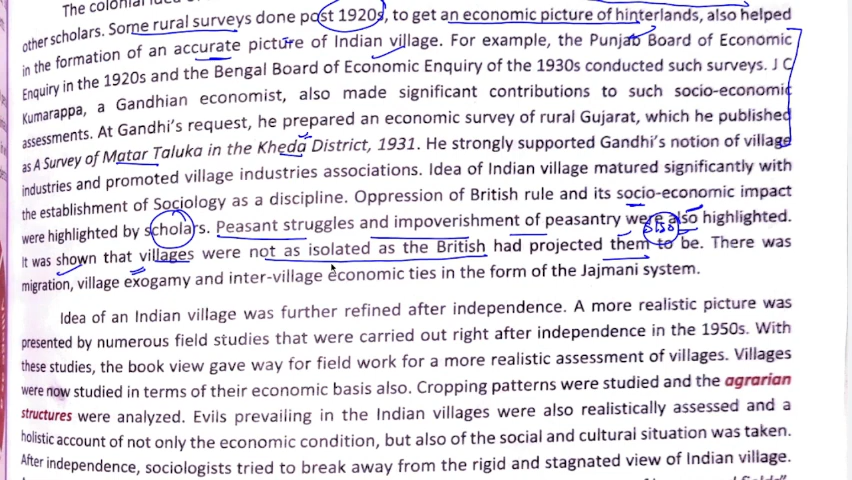 The colonial
other scholars. Some rural surveys done post 1920s, to get an economic picture of hinterlands, also helped
in the formation of an accurate picture of Indian village. For example, the Punjab Board of Economic
Enquiry in the 1920s and the Bengal Board of Economic Enquiry of the 1930s conducted such surveys. J C
Kumarappa, a Gandhian economist, also made significant contributions to such socio-economic
assessments. At Gandhi's request, he prepared an economic survey of rural Gujarat, which he published
as A Survey of Matar Taluka in the Kheda District, 1931. He strongly supported Gandhi's notion of village
industries and promoted village industries associations. Idea of Indian village matured significantly with
the establishment of Sociology as a discipline. Oppression of British rule and its socio-economic impact
were highlighted by scholars. Peasant struggles and impoverishment of peasantry were also highlighted.
It was shown that villages were not as isolated as the British had projected them to be. There was
migration, village exogamy and inter-village economic ties in the form of the Jajmani system.
Idea of an Indian village was further refined after independence. A more realistic picture was
presented by numerous field studies that were carried out right after independence in the 1950s. With
these studies, the book view gave way for field work for a more realistic assessment of villages. Villages
were now studied in terms of their economic basis also. Cropping patterns were studied and the agrarian
structures were analyzed. Evils prevailing in the Indian villages were also realistically assessed and a
holistic account of not only the economic condition, but also of the social and cultural situation was taken.
After independence, sociologists tried to break away from the rigid and stagnated view of Indian village.